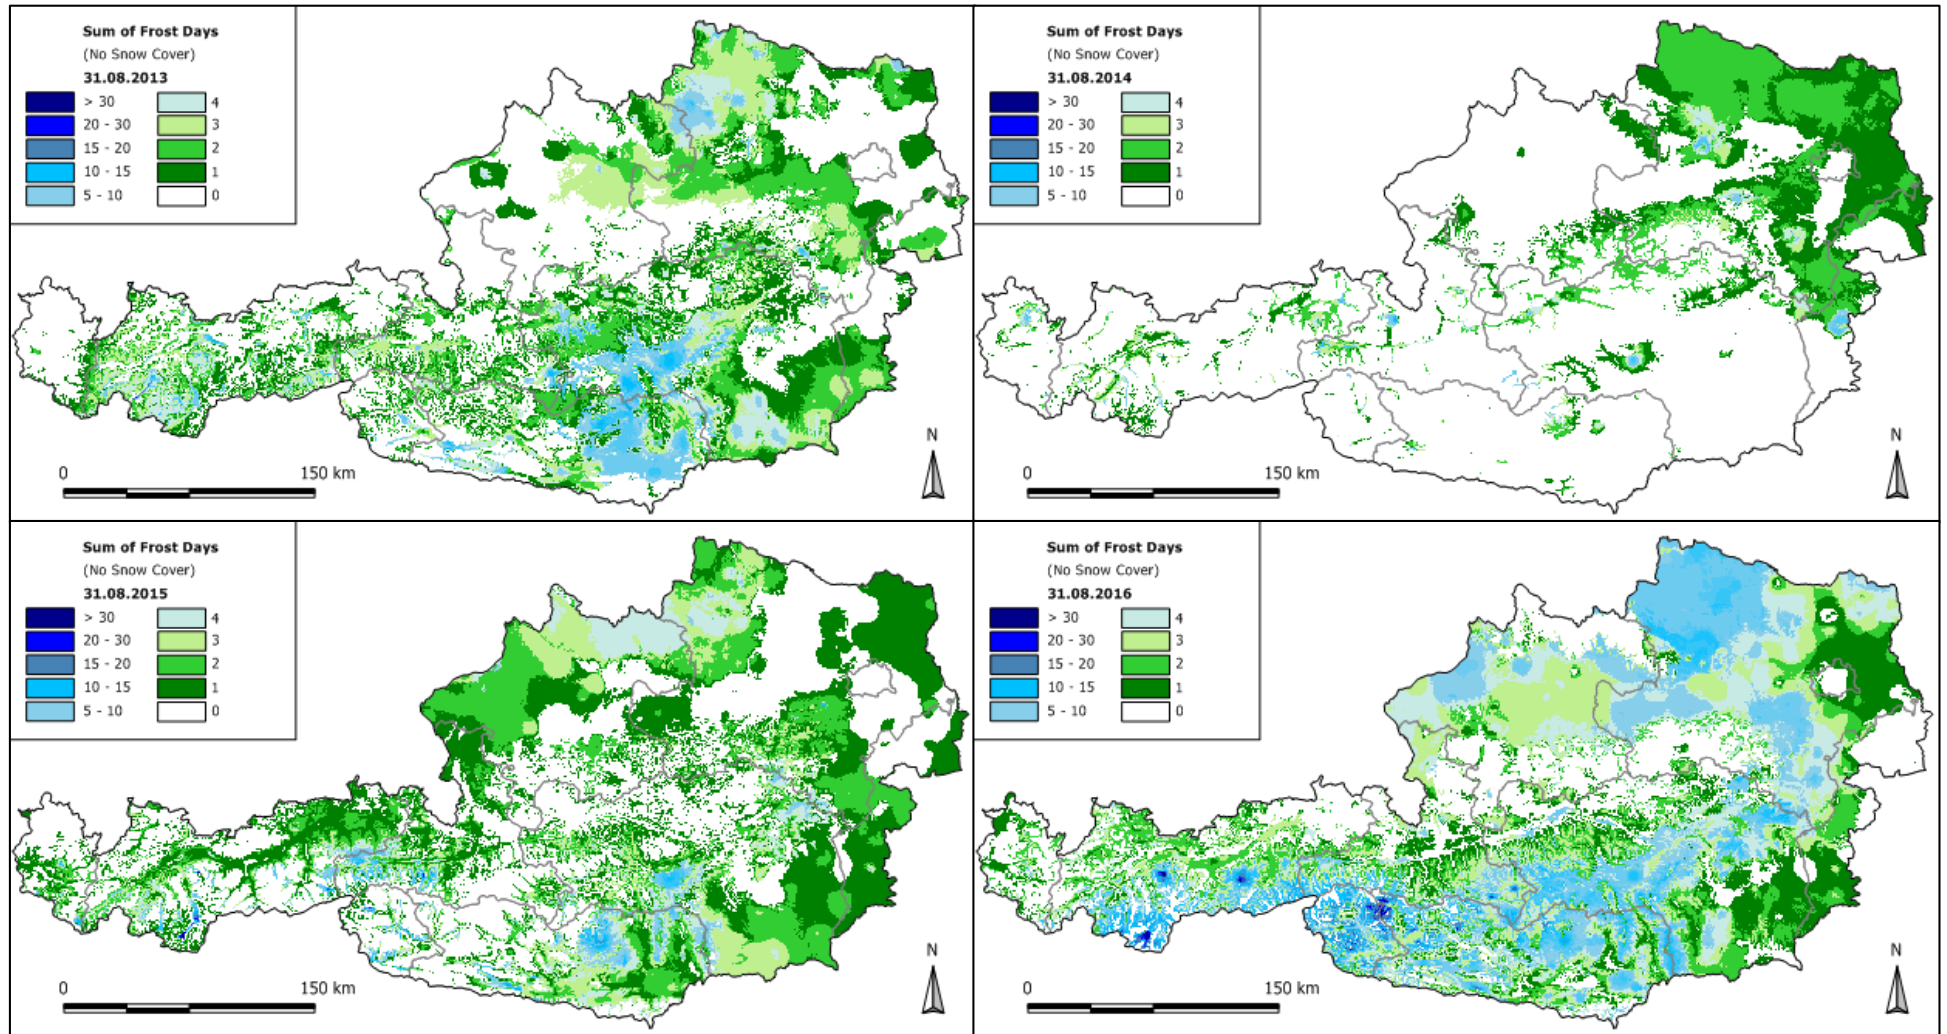 Sum of Frost Days
(No Snow Cover)
31.08.2013
> 30 4
20 - 30 3
15 - 20 2
10 - 15 1
5 - 10 0
N
0 150 km
Sum of Frost Days
(No Snow Cover)
31.08.2014
> 30 4
20 - 30 3
15 - 20 2
10 - 15 1
5 - 10 0
N
0 150 km
Sum of Frost Days
(No Snow Cover)
31.08.2015
> 30 4
20 - 30 3
15 - 20 2
10 - 15 1
5 - 10 0
N
0 150 km
Sum of Frost Days
(No Snow Cover)
31.08.2016
> 30 4
20 - 30 3
15 - 20 2
10 - 15 1
5 - 10 0
N
0 150 km